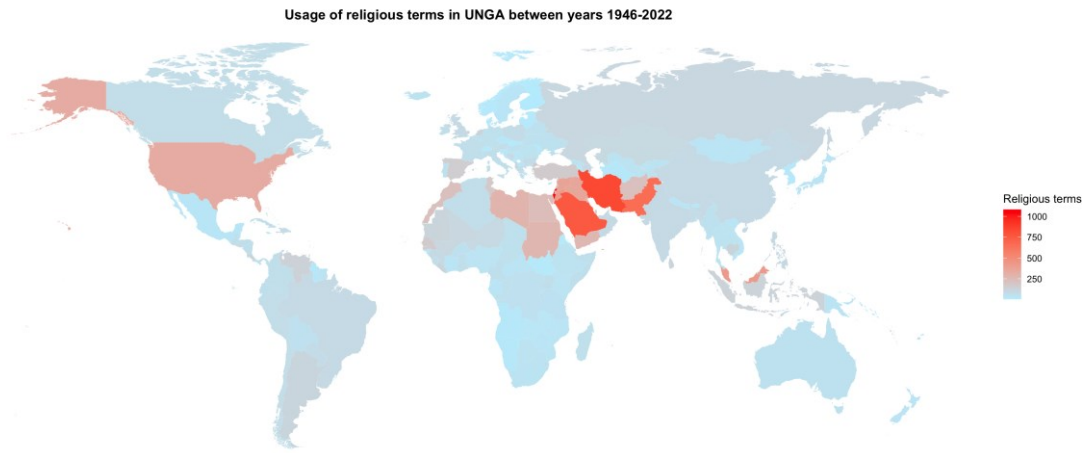 Usage of religious terms in UNGA between years 1946-2022
Religious terms
1000
750
500
250